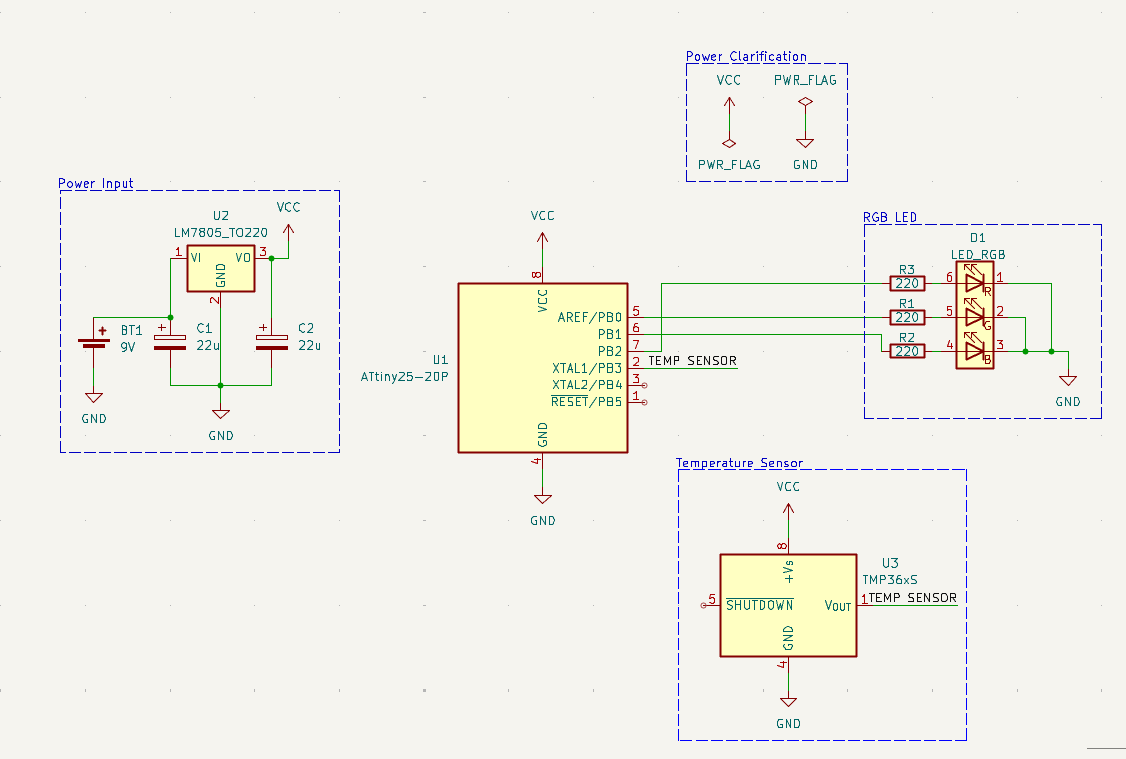 Power Clarification
VCC
PWR_FLAG
PWR_FLAG
GND
Power Input
U2
LM7805_TO220
VCC
1
VI
VO
3
GND
2
BT1
9V
+
C1
22u
+
C2
22u
GND
GND
VCC
8
VCC
U1
ATtiny25-20P
AREF/PB0
5
PB1
6
PB2
7
XTAL1/PB3
2
TEMP SENSOR
XTAL2/PB4
3
RESET/PB5
1
GND
4
GND
RGB LED
D1
LED_RGB
R3
220
6
R
1
R1
220
5
G
2
R2
220
4
B
3
GND
Temperature Sensor
VCC
8
+Vs
U3
TMP36xS
5
SHUTDOWN
VOUT
1
TEMP SENSOR
GND
4
GND